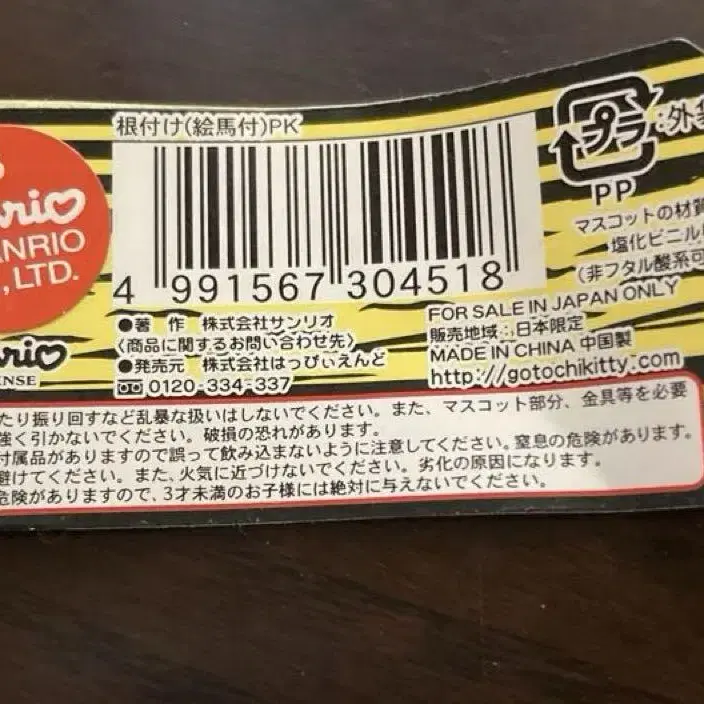 根付け(絵馬付)PK
4 991567 304518
プラ:外
PP
マスコットの材質
塩化ビニル
(非フタル酸系可
ANRIO
, LTD.
●著 作 株式会社サンリオ
〈商品に関するお問い合わせ先〉
●発売元 株式会社はっぴぃえんど
0120-334-337
FOR SALE IN JAPAN ONLY
販売地域:日本限定
MADE IN CHINA 中国製
http://gotochikitty.com
ENSE
たり振り回すなど乱暴な扱いはしないでください。また、マスコット部分、金具等を必要
強く引かないでください。破損の恐れがあります。
付属品がありますので誤って飲み込まないように注意してください。窒息の危険があります。
避けてください。また、火気に近づけないでください。劣化の原因になります。
危険がありますので、3才未満のお子様には絶対に与えないでください。